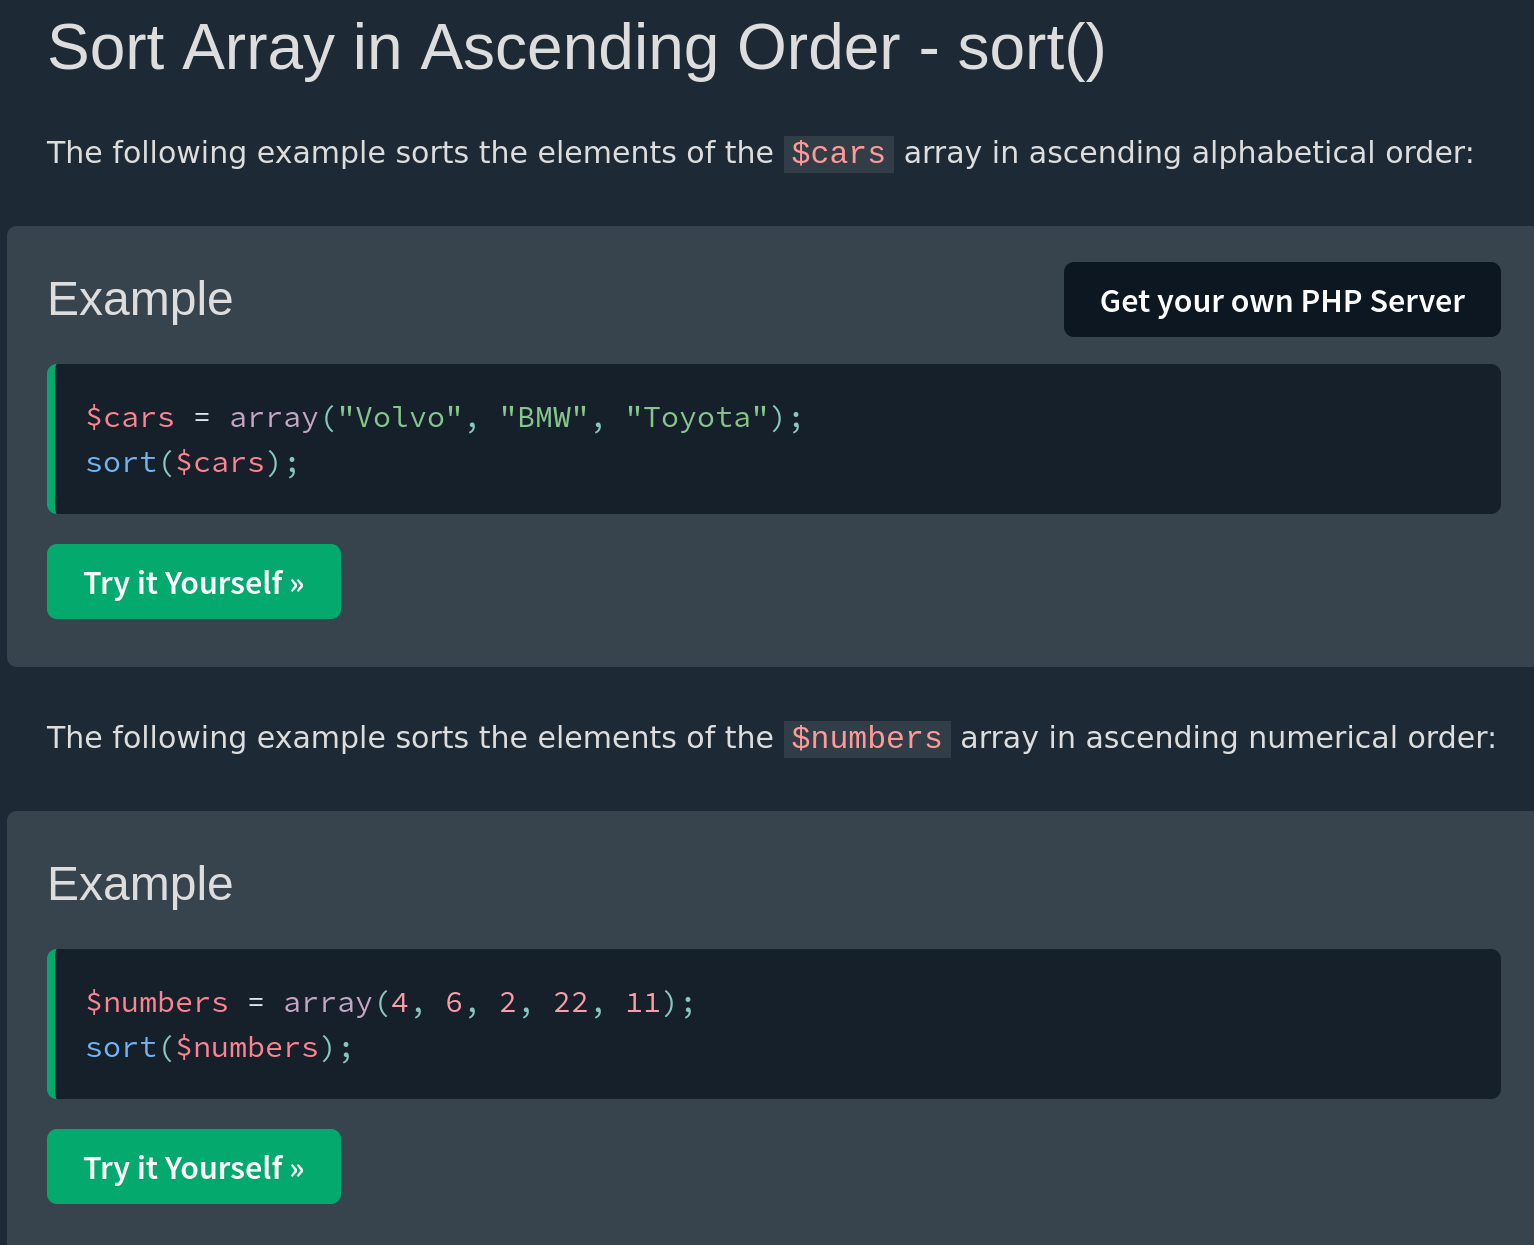 Sort Array in Ascending Order - sort()
The following example sorts the elements of the $cars array in ascending alphabetical order:
Example
Get your own PHP Server
$cars = array("Volvo", "BMW", "Toyota");
sort($cars);
Try it Yourself »
The following example sorts the elements of the $numbers array in ascending numerical order:
Example
$numbers = array(4, 6, 2, 22, 11);
sort($numbers);
Try it Yourself »